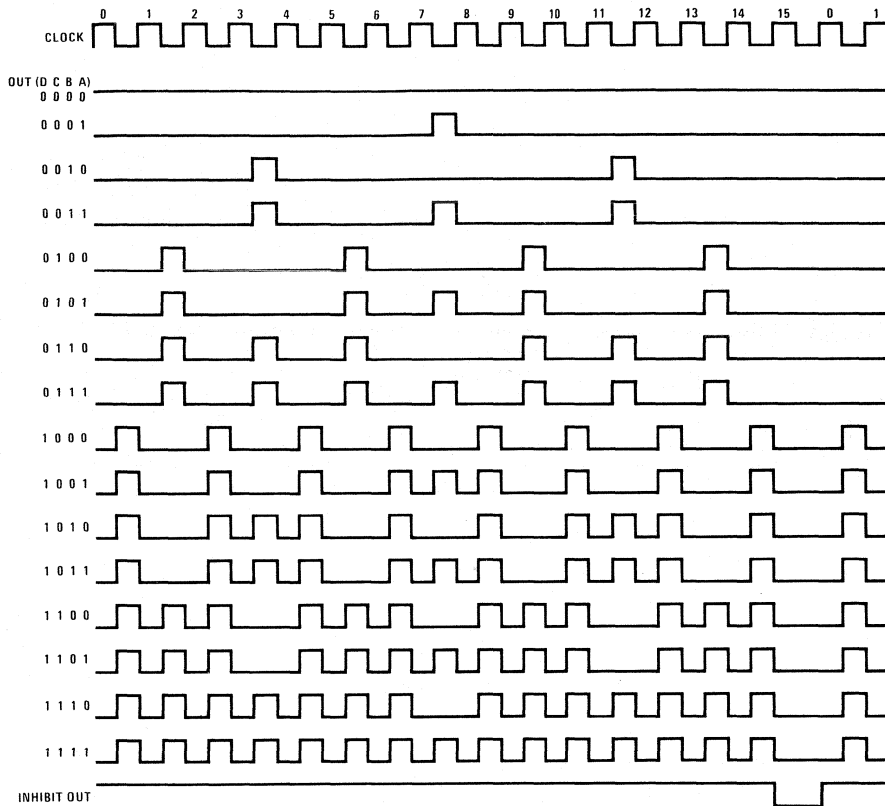 0 1 2 3 4 5 6 7 8 9 10 11 12 13 14 15 0 1
CLOCK
OUT (D C B A)
0 0 0 0
0 0 0 1
0 0 1 0
0 0 1 1
0 1 0 0
0 1 0 1
0 1 1 0
0 1 1 1
1 0 0 0
1 0 0 1
1 0 1 0
1 0 1 1
1 1 0 0
1 1 0 1
1 1 1 0
1 1 1 1
INHIBIT OUT